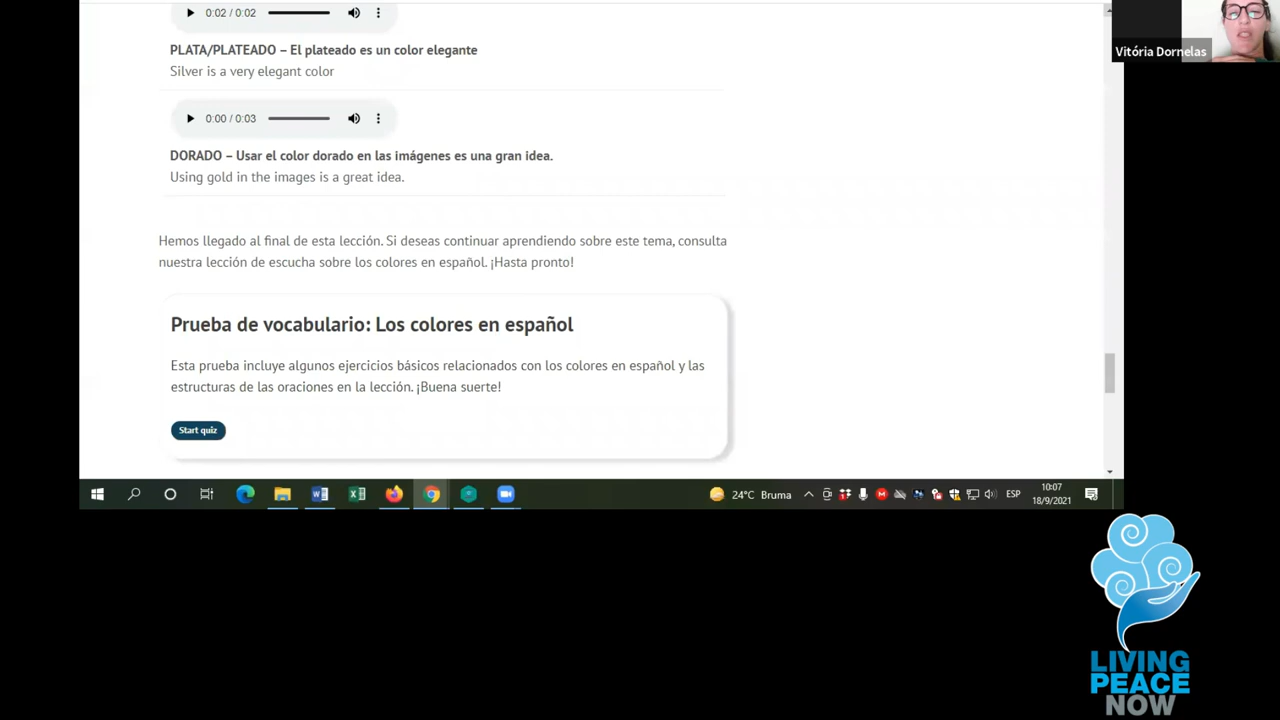 0:02 / 0:02
PLATA/PLATEADO – El plateado es un color elegante
Silver is a very elegant color
0:00 / 0:03
DORADO – Usar el color dorado en las imágenes es una gran idea.
Using gold in the images is a great idea.
Hemos llegado al final de esta lección. Si deseas continuar aprendiendo sobre este tema, consulta
nuestra lección de escucha sobre los colores en español. ¡Hasta pronto!
Prueba de vocabulario: Los colores en español
Esta prueba incluye algunos ejercicios básicos relacionados con los colores en español y las
estructuras de las oraciones en la lección. ¡Buena suerte!
Start quiz
Vitória Dornelas
24°C Bruma
ESP
10:07
18/9/2021
LIVING
PEACE
NOW